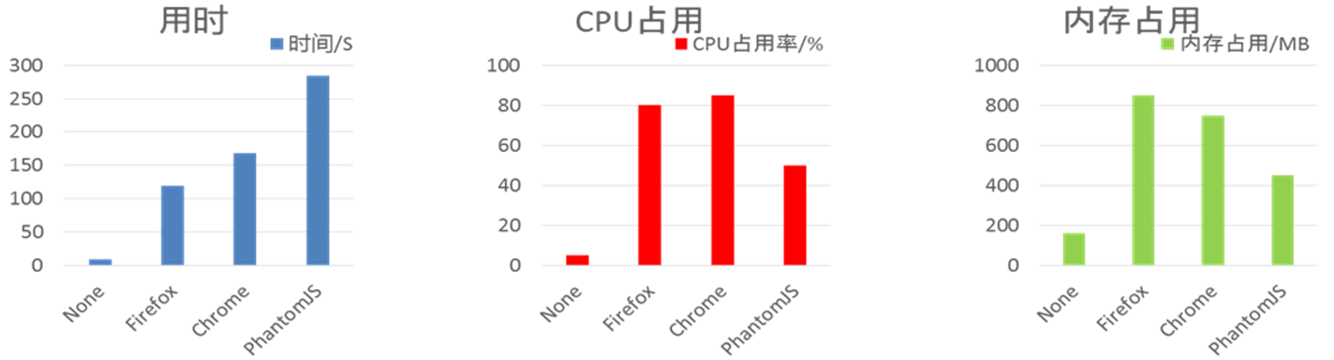 用时
时间/S
300
250
200
150
100
50
0
None
Firefox
Chrome
PhantomJS
CPU占用
CPU占用率/%
100
80
60
40
20
0
None
Firefox
Chrome
PhantomJS
内存占用
内存占用/MB
1000
800
600
400
200
0
None
Firefox
Chrome
PhantomJS